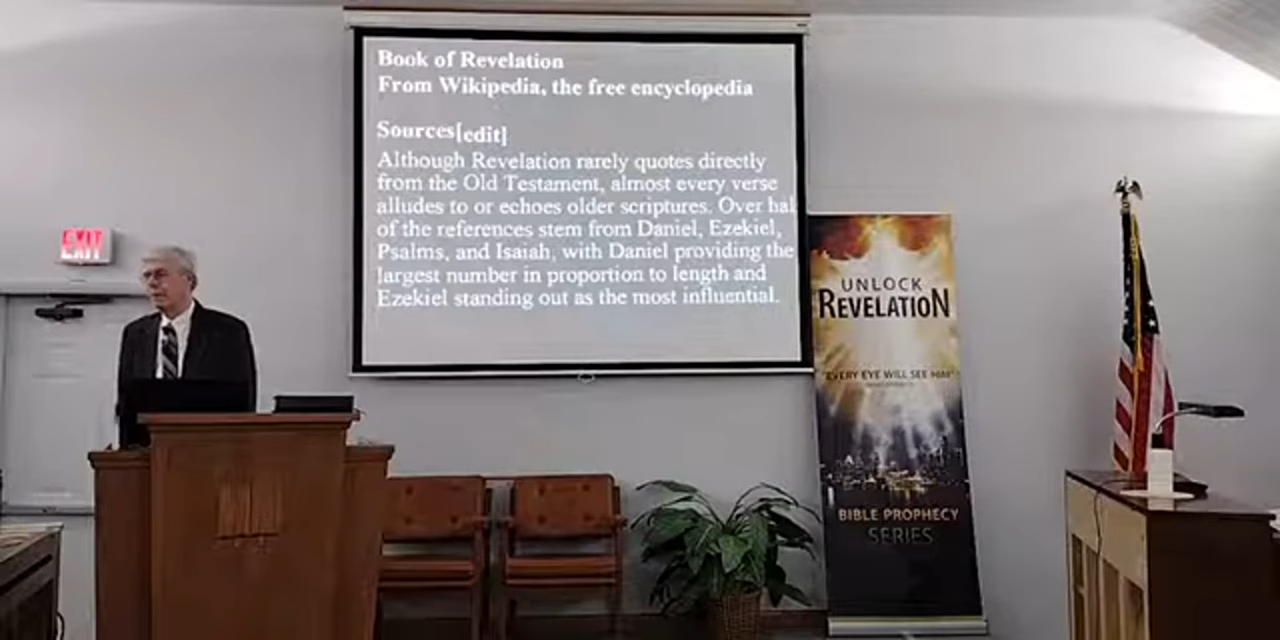 Book of Revelation
From Wikipedia, the free encyclopedia
Sources[edit]
Although Revelation rarely quotes directly
from the Old Testament, almost every verse
alludes to or echoes older scriptures. Over hal
of the references stem from Daniel, Ezekiel,
Psalms, and Isaiah, with Daniel providing the
largest number in proportion to length and
Ezekiel standing out as the most influential.
EXIT
UNLOCK
REVELATION
"EVERY EYE WILL SEE HIM"
BIBLE PROPHECY
SERIES